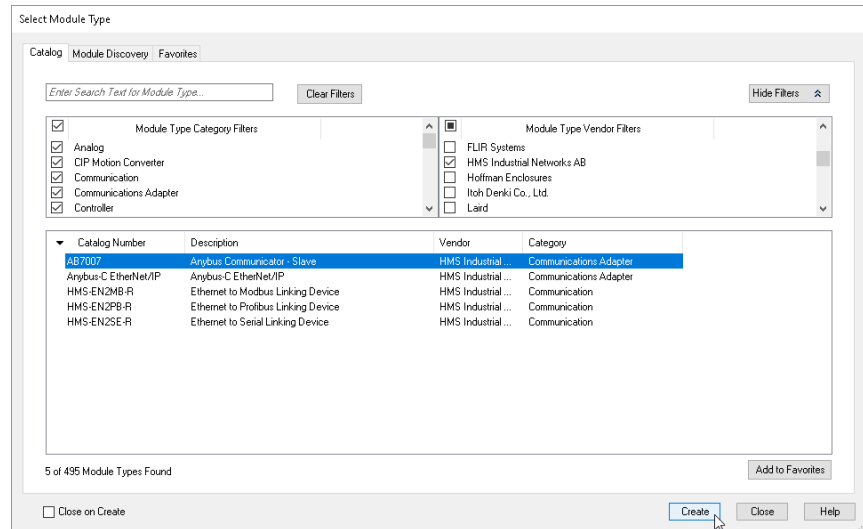 Select Module Type
Catalog Module Discovery Favorites
Enter Search Text for Module Type... Clear Filters Hide Filters
Module Type Category Filters Module Type Vendor Filters
Analog FLIR Systems
CIP Motion Converter HMS Industrial Networks AB
Communication Hoffman Enclosures
Communications Adapter Itoh Denki Co., Ltd.
Controller Laird
Catalog Number Description Vendor Category
AB7007 Anybus Communicator - Slave HMS Industrial ... Communications Adapter
Anybus-C EtherNet/IP Anybus-C EtherNet/IP HMS Industrial ... Communications Adapter
HMS-EN2MB-R Ethernet to Modbus Linking Device HMS Industrial ... Communication
HMS-EN2PB-R Ethernet to Profibus Linking Device HMS Industrial ... Communication
HMS-EN2SE-R Ethernet to Serial Linking Device HMS Industrial ... Communication
5 of 495 Module Types Found Add to Favorites
Close on Create Create Close Help